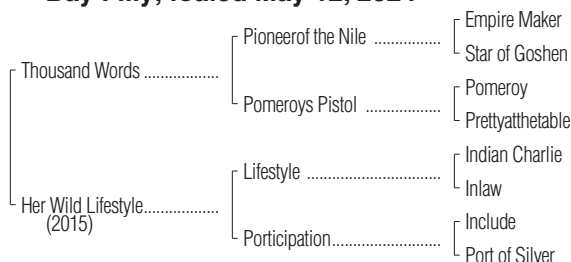 Empire Maker
Pioneerof the Nile ................
Star of Goshen
Thousand Words ..................
Pomeroy
Pomeroys Pistol ..................
Prettyatthetable
Indian Charlie
Lifestyle ................................
Inlaw
Her Wild Lifestyle..................
(2015)
Include
Porticipation..........................
Port of Silver